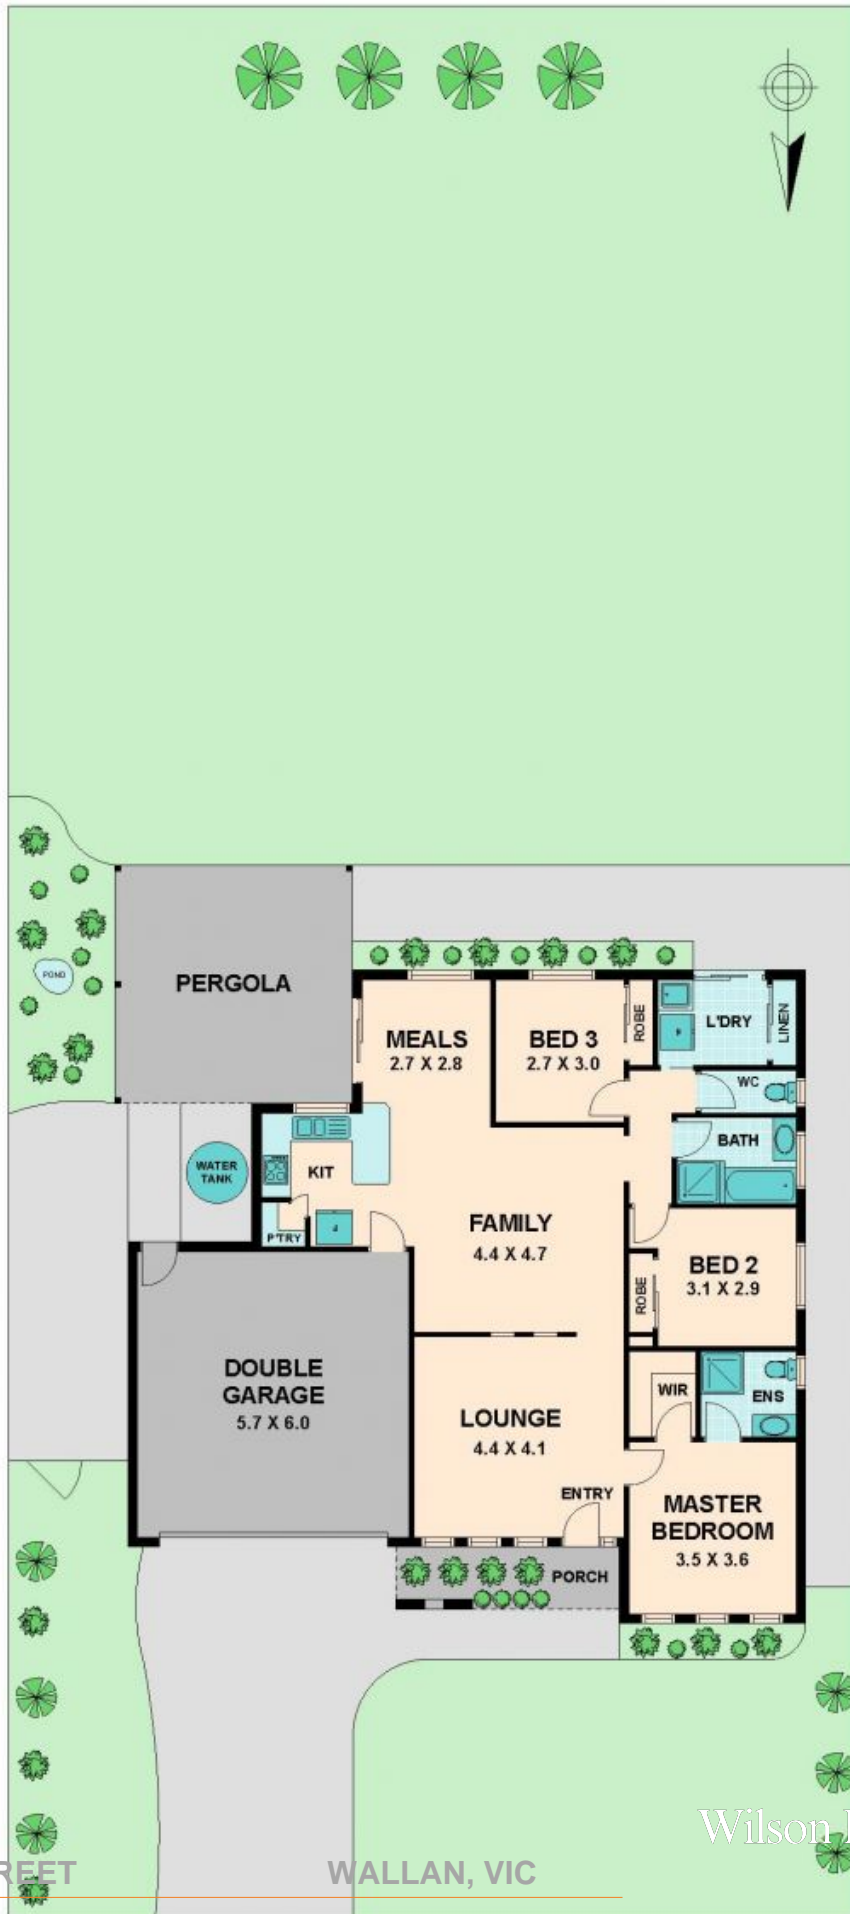 PERGOLA
POND
MEALS
2.7 X 2.8
BED 3
2.7 X 3.0
ROBE
L'DRY
LINEN
WC
BATH
WATER
TANK
KIT
P'TRY
FAMILY
4.4 X 4.7
BED 2
3.1 X 2.9
ROBE
DOUBLE
GARAGE
5.7 X 6.0
LOUNGE
4.4 X 4.1
WIR
ENS
ENTRY
MASTER
BEDROOM
3.5 X 3.6
PORCH
Wilson
REET
WALLAN, VIC